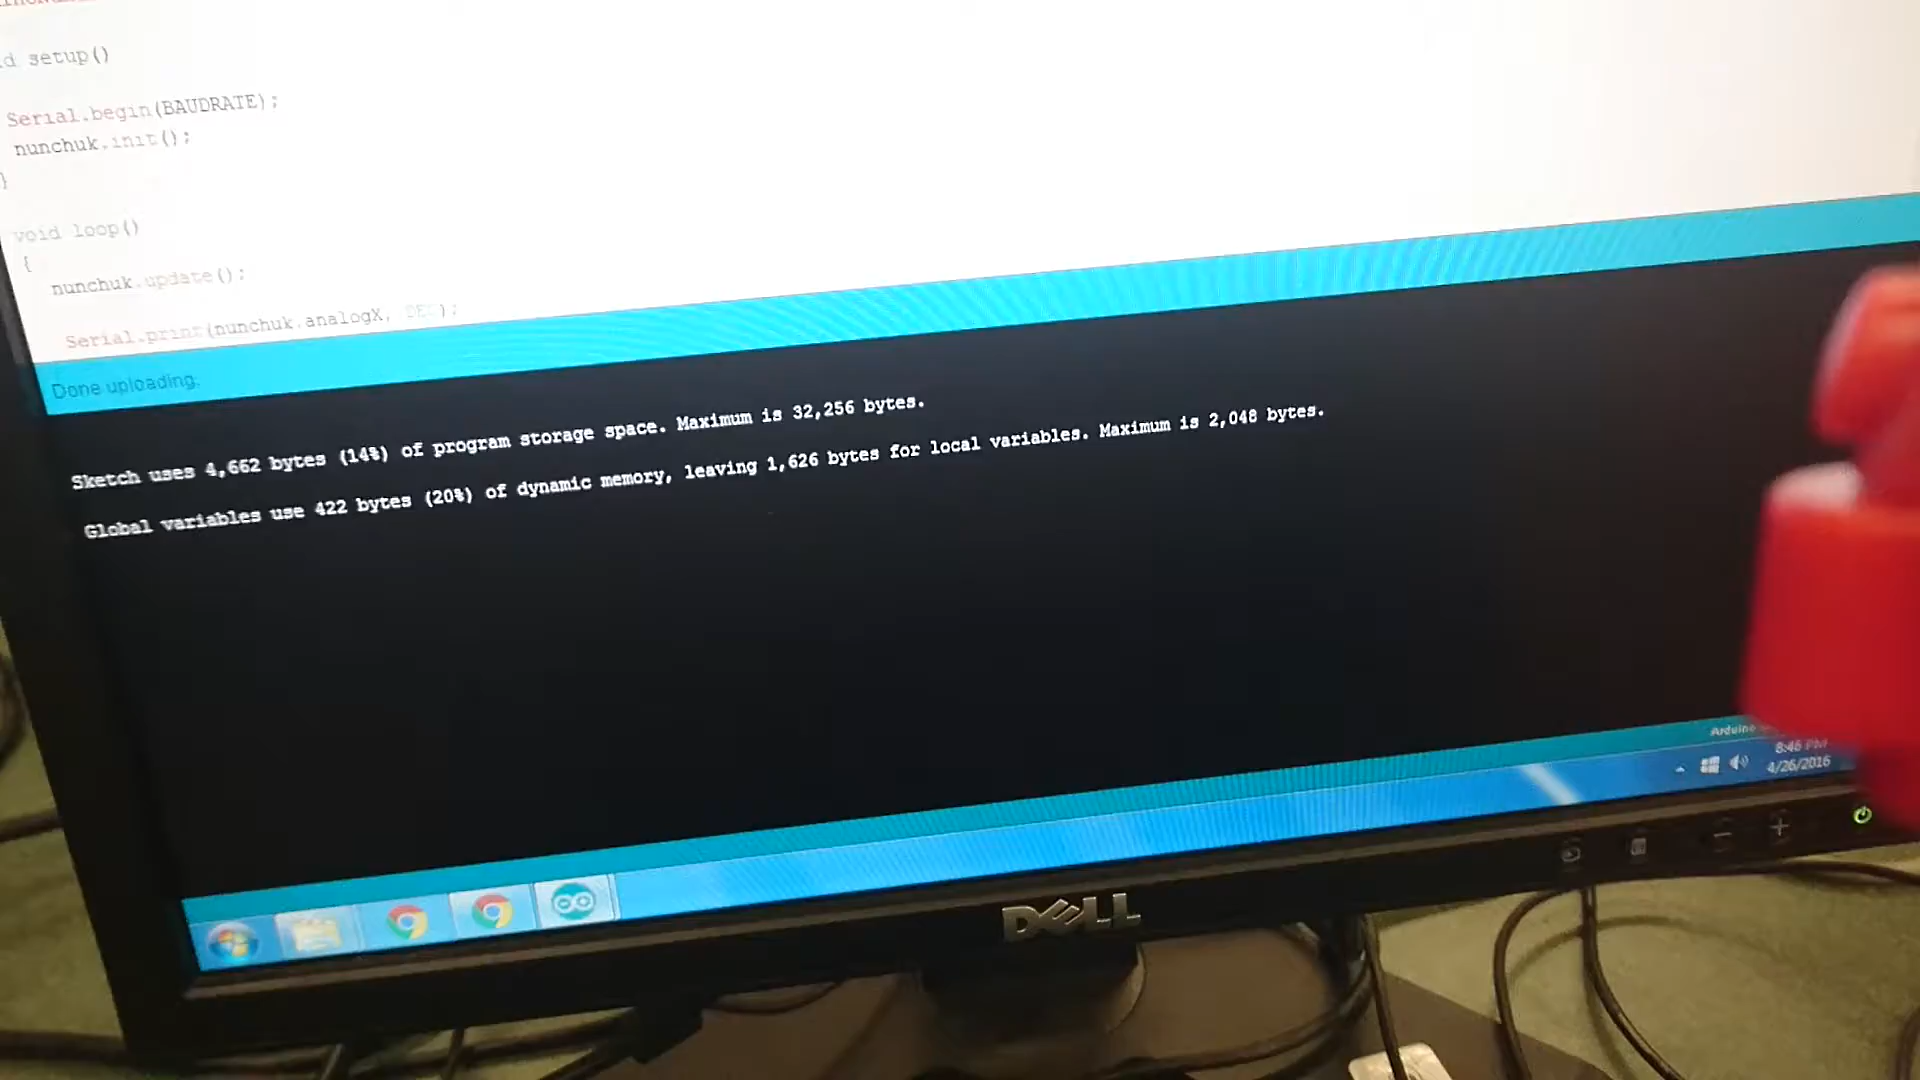 setup()
Serial.begin(BAUDRATE);
nunchuk.init();
}
void loop()
{
nunchuk.update();
Serial.print(nunchuk.analogX, DEC);
Done uploading.
Sketch uses 4,662 bytes (14%) of program storage space. Maximum is 32,256 bytes.
Global variables use 422 bytes (20%) of dynamic memory, leaving 1,626 bytes for local variables. Maximum is 2,048 bytes.
Arduino
8:46 PM
4/26/2016
DELL